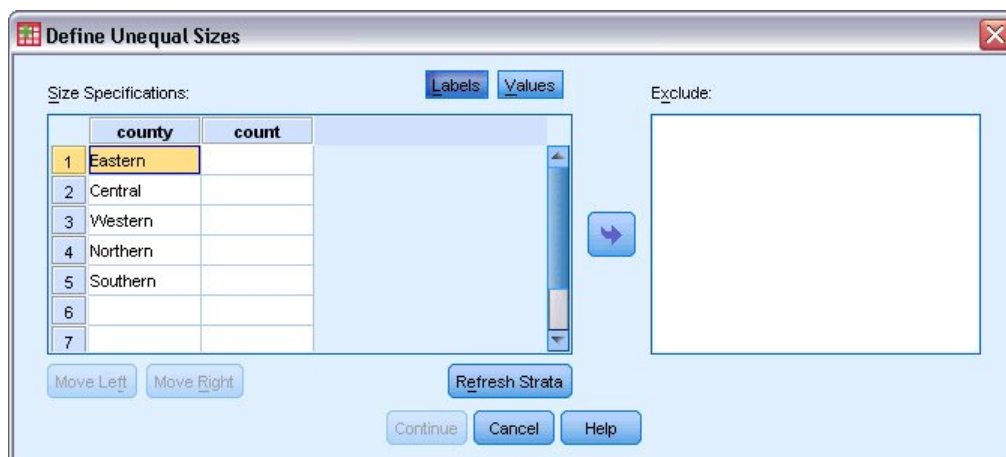 Define Unequal Sizes
Size Specifications:
Labels
Values
Exclude:
county count
1 Eastern
2 Central
3 Western
4 Northern
5 Southern
6
7
Move Left
Move Right
Refresh Strata
Continue
Cancel
Help